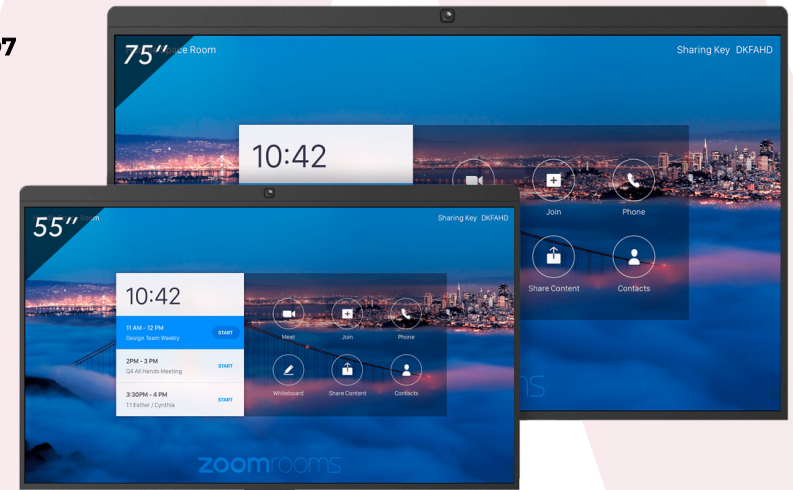 75″
Room
Sharing Key DKFAHD
10:42
Join
Phone
Share Content
Contacts
55″
Sharing Key DKFAHD
10:42
11 AM - 12 PM
Design Team Weekly
START
2PM - 3 PM
Q4 All Hands Meeting
START
3:30PM - 4 PM
1:1 Esther / Cynthia
START
Meet
Join
Phone
Whiteboard
Share Content
Contacts
zoomrooms